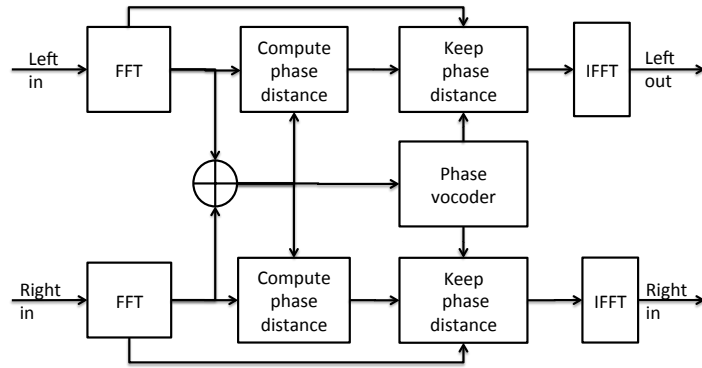 Left
in
FFT
Compute
phase
distance
Keep
phase
distance
IFFT
Left
out
Phase
vocoder
Right
in
FFT
Compute
phase
distance
Keep
phase
distance
IFFT
Right
in